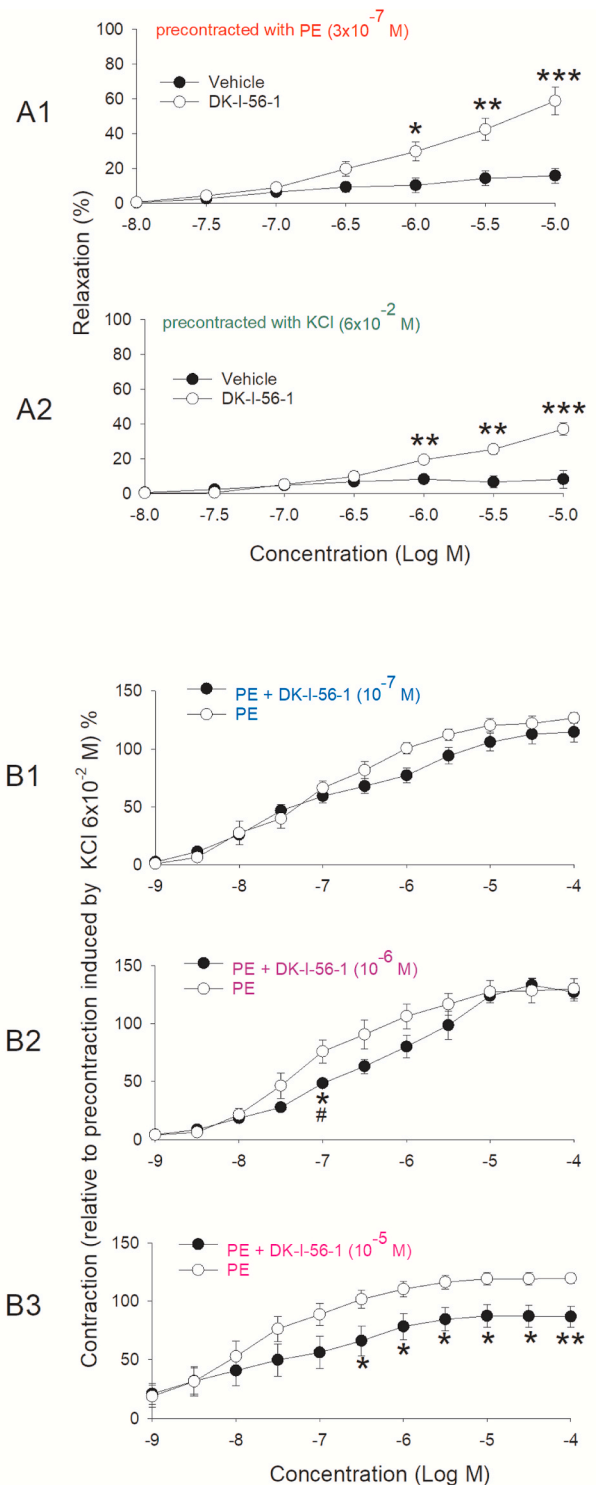 A1
precontracted with PE (3x10⁻⁷ M)
Vehicle
DK-I-56-1
* ** ***
100
80
60
40
20
0
-8.0 -7.5 -7.0 -6.5 -6.0 -5.5 -5.0
Relaxation (%)
A2
precontracted with KCl (6x10⁻² M)
Vehicle
DK-I-56-1
** ** ***
100
80
60
40
20
0
-8.0 -7.5 -7.0 -6.5 -6.0 -5.5 -5.0
Concentration (Log M)
Contraction (relative to precontraction induced by KCl 6x10⁻² M) %
B1
PE + DK-I-56-1 (10⁻⁷ M)
PE
150
100
50
0
-9 -8 -7 -6 -5 -4
B2
PE + DK-I-56-1 (10⁻⁶ M)
PE
150
100
50
0
*
#
-9 -8 -7 -6 -5 -4
B3
PE + DK-I-56-1 (10⁻⁵ M)
PE
150
100
50
0
* * * * * **
-9 -8 -7 -6 -5 -4
Concentration (Log M)